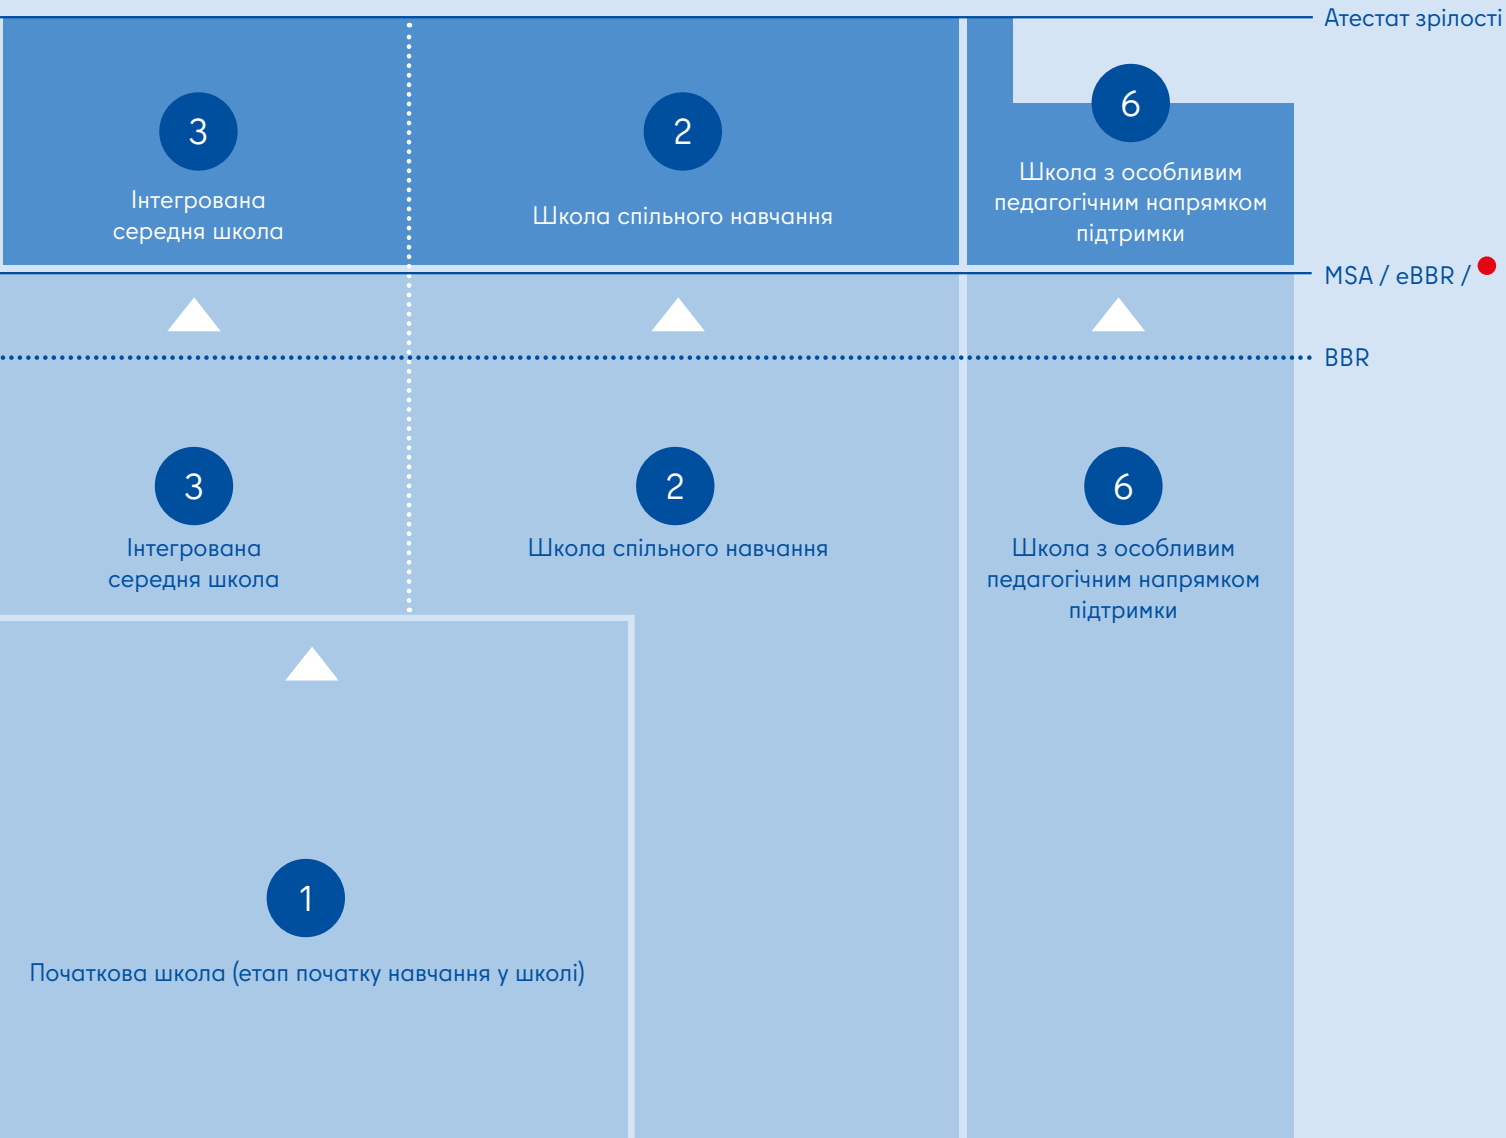 Атестат зрілості
3
Інтегрована
середня школа
2
Школа спільного навчання
6
Школа з особливим
педагогічним напрямком
підтримки
MSA / eBBR /
BBR
3
Інтегрована
середня школа
2
Школа спільного навчання
6
Школа з особливим
педагогічним напрямком
підтримки
1
Початкова школа (етап початку навчання у школі)